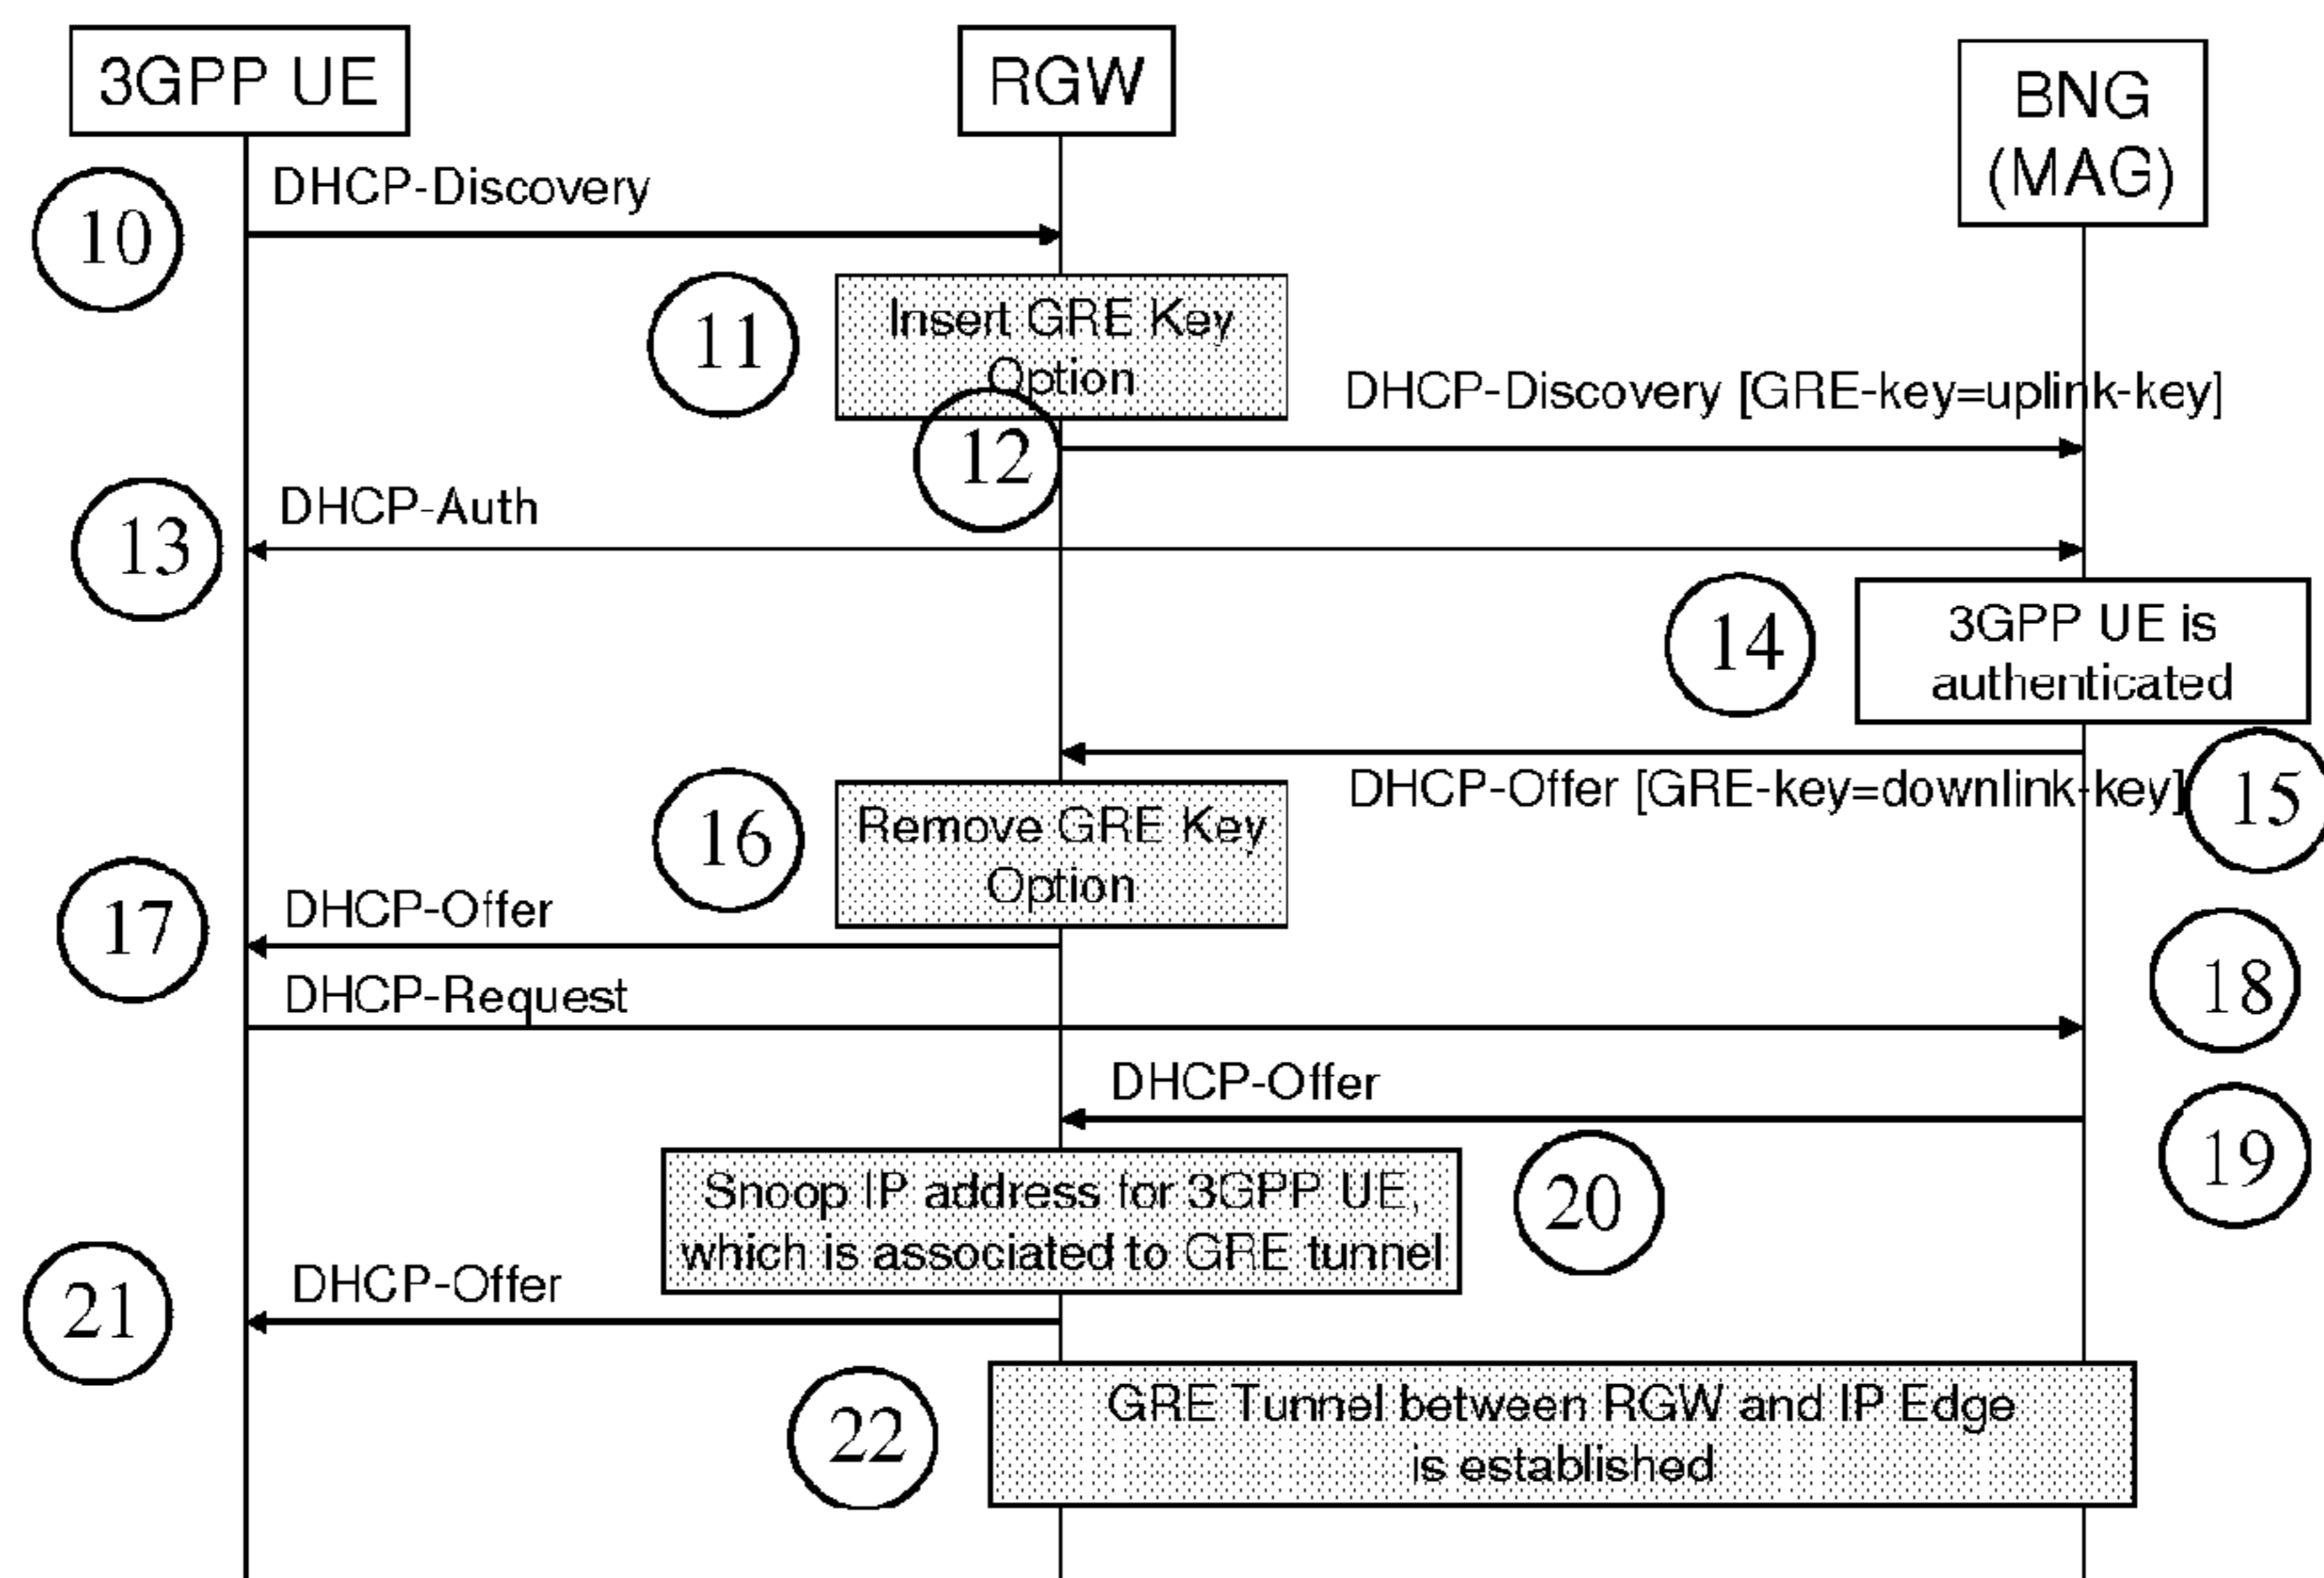 3GPP UE
RGW
BNG
(MAG)
DHCP-Discovery
10
11
Insert GRE Key
Option
DHCP-Discovery [GRE-key=uplink-key]
12
DHCP-Auth
13
14
3GPP UE is
authenticated
DHCP-Offer [GRE-key=downlink-key]
15
16
Remove GRE Key
Option
17
DHCP-Offer
18
DHCP-Request
DHCP-Offer
19
Snoop IP address for 3GPP UE,
which is associated to GRE tunnel
20
21
DHCP-Offer
22
GRE Tunnel between RGW and IP Edge
is established